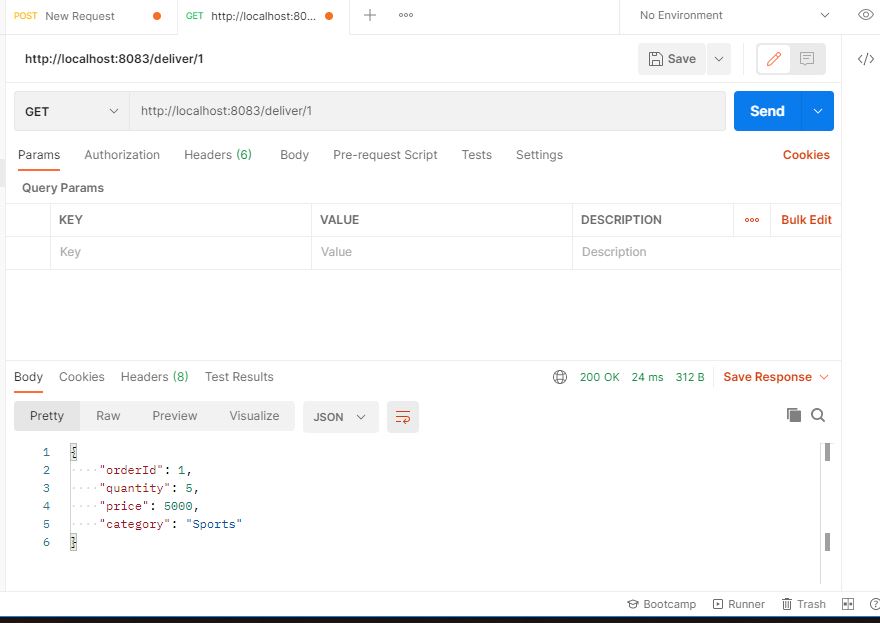 POST New Request GET http://localhost:80... No Environment
http://localhost:8083/deliver/1 Save
GET http://localhost:8083/deliver/1 Send
Params Authorization Headers (6) Body Pre-request Script Tests Settings Cookies
Query Params
KEY VALUE DESCRIPTION Bulk Edit
Key Value Description
Body Cookies Headers (8) Test Results 200 OK 24 ms 312 B Save Response
Pretty Raw Preview Visualize JSON
1 {
2 "orderId": 1,
3 "quantity": 5,
4 "price": 5000,
5 "category": "Sports"
6 }
Bootcamp Runner Trash